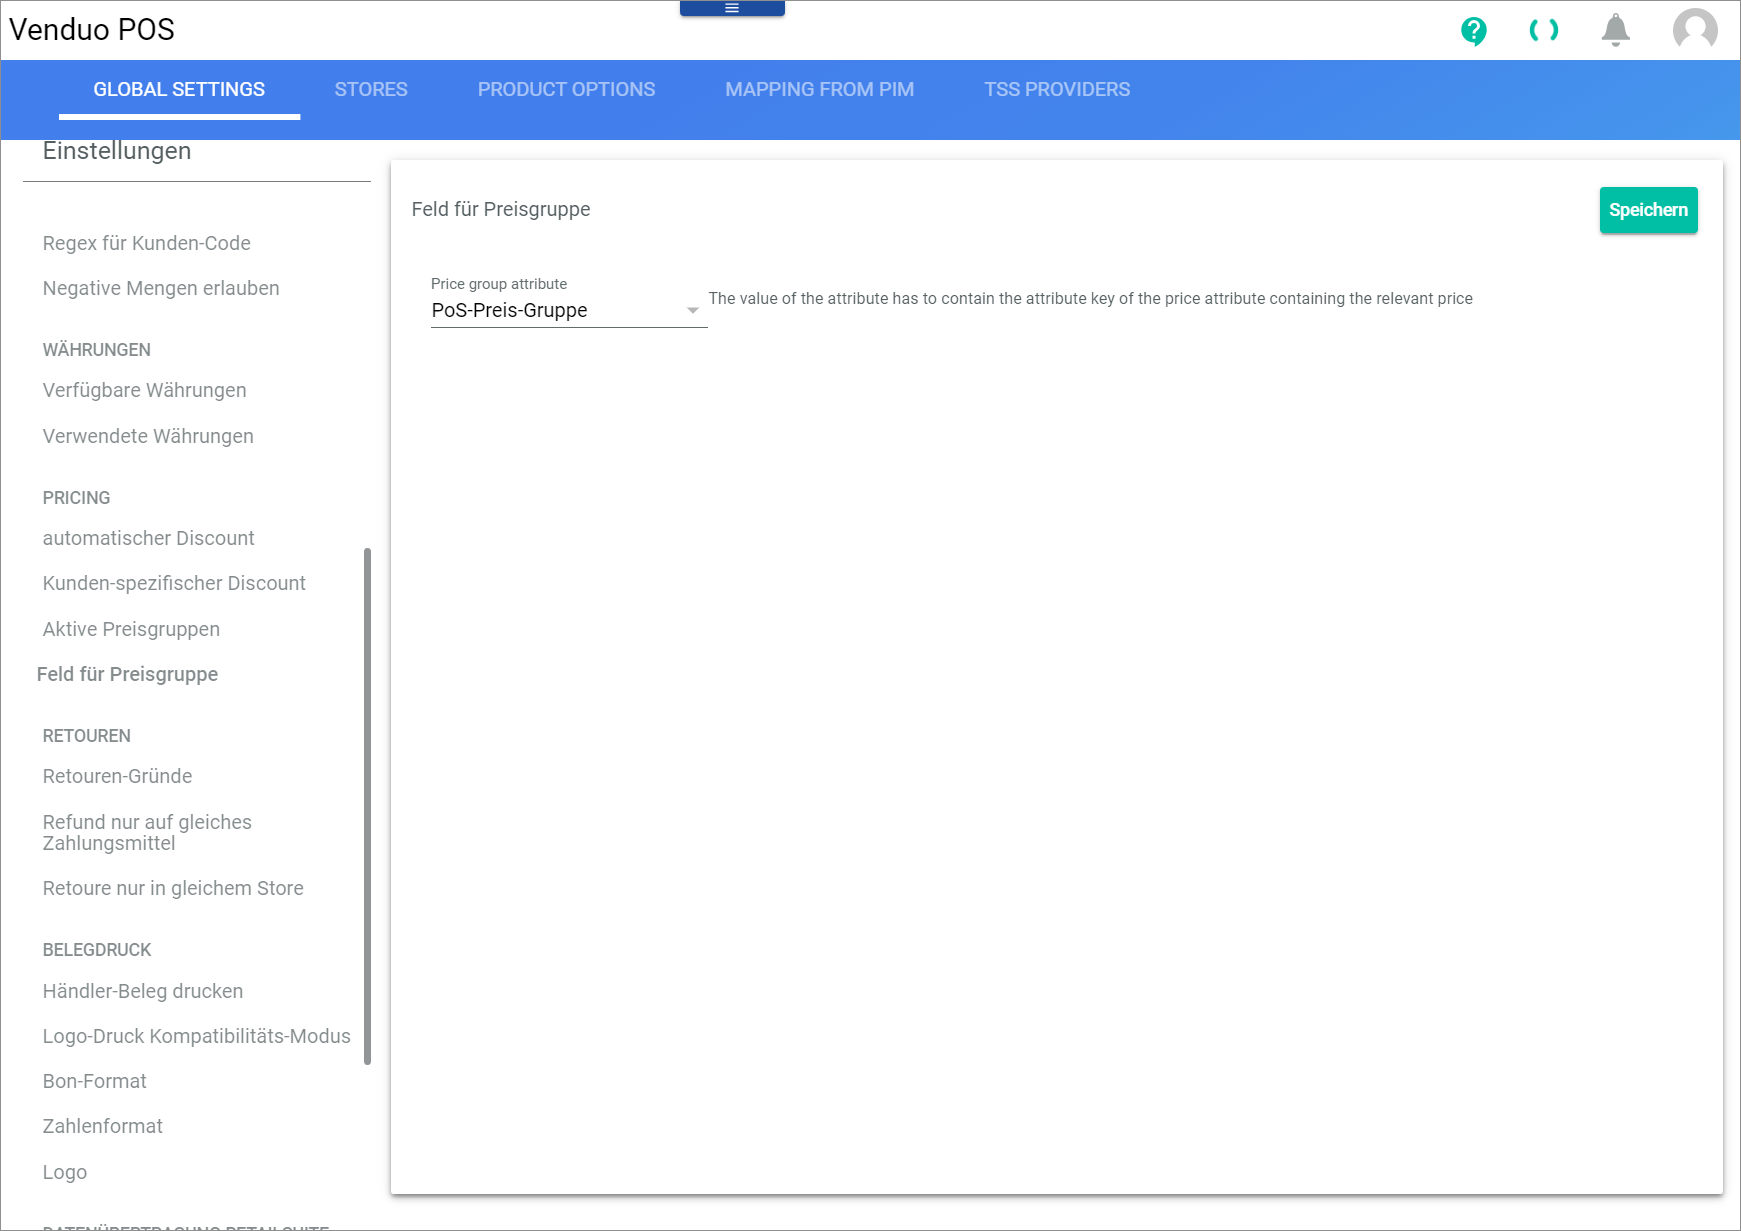 Venduo POS
GLOBAL SETTINGS
STORES
PRODUCT OPTIONS
MAPPING FROM PIM
TSS PROVIDERS
Einstellungen
Regex für Kunden-Code
Negative Mengen erlauben
WÄHRUNGEN
Verfügbare Währungen
Verwendete Währungen
PRICING
automatischer Discount
Kunden-spezifischer Discount
Aktive Preisgruppen
Feld für Preisgruppe
RETOUREN
Retouren-Gründe
Refund nur auf gleiches
Zahlungsmittel
Retoure nur in gleichem Store
BELEGDRUCK
Händler-Beleg drucken
Logo-Druck Kompatibilitäts-Modus
Bon-Format
Zahlenformat
Logo
DATENÜBERTRAGUNG RETAILSUITE
Feld für Preisgruppe
Speichern
Price group attribute
PoS-Preis-Gruppe
The value of the attribute has to contain the attribute key of the price attribute containing the relevant price